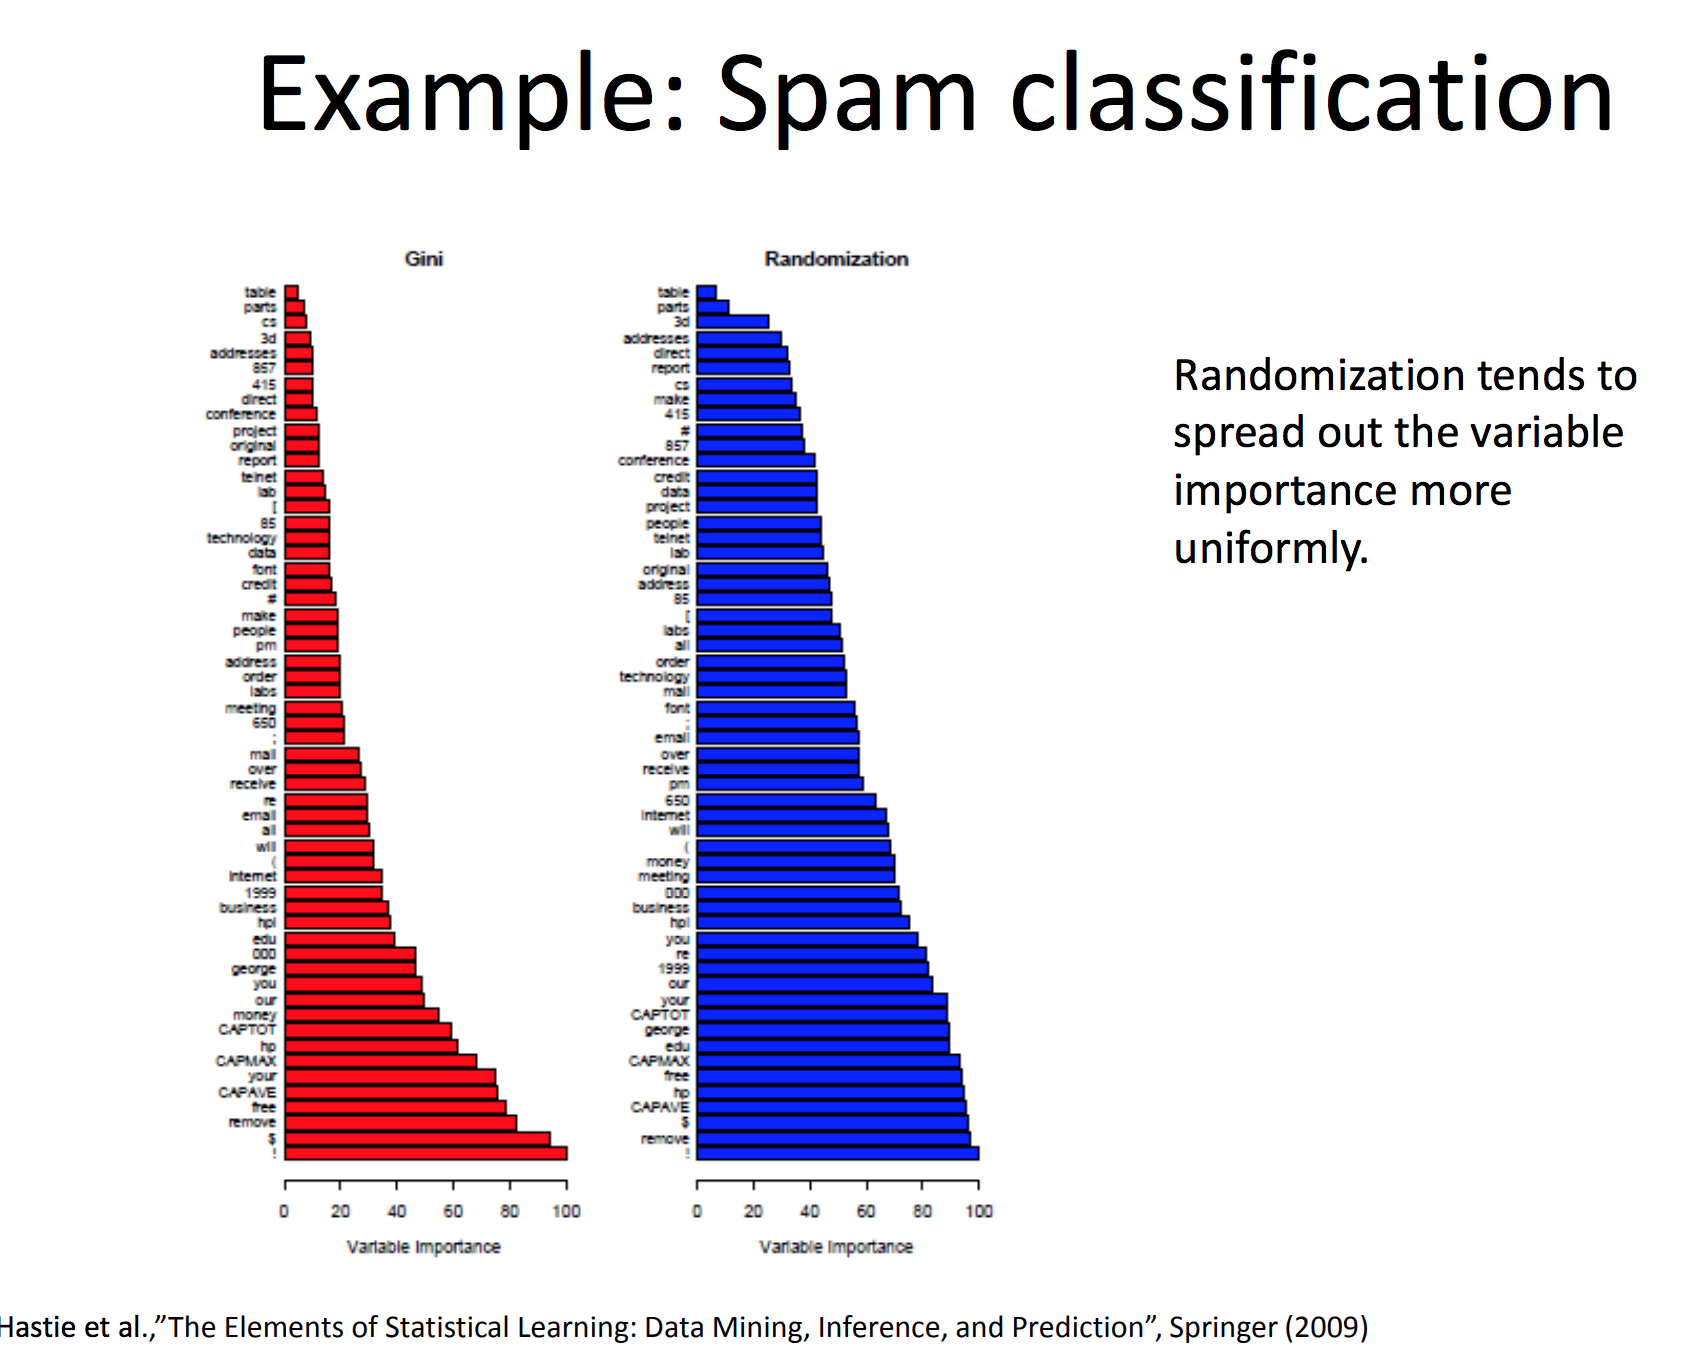 Example: Spam classification
Gini
table
parts
cs
3d
addresses
857
415
direct
conference
project
original
report
telnet
lab
[
85
technology
data
font
credit
#
make
people
pm
address
order
labs
meeting
650
;
mail
over
receive
re
email
all
will
(
internet
1999
business
hpl
edu
000
george
you
our
money
CAPTOT
hp
CAPMAX
your
CAPAVE
free
remove
$
!
0 20 40 60 80 100
Variable Importance
Randomization
table
parts
3d
addresses
direct
report
cs
make
415
#
857
conference
credit
data
project
people
telnet
lab
original
address
85
[
labs
all
order
technology
mail
font
;
email
over
receive
pm
650
internet
will
(
money
meeting
000
business
hpl
you
re
1999
our
your
CAPTOT
george
edu
CAPMAX
free
hp
CAPAVE
$
remove
!
0 20 40 60 80 100
Variable Importance
Randomization tends to
spread out the variable
importance more
uniformly.
Hastie et al.,”The Elements of Statistical Learning: Data Mining, Inference, and Prediction”, Springer (2009)